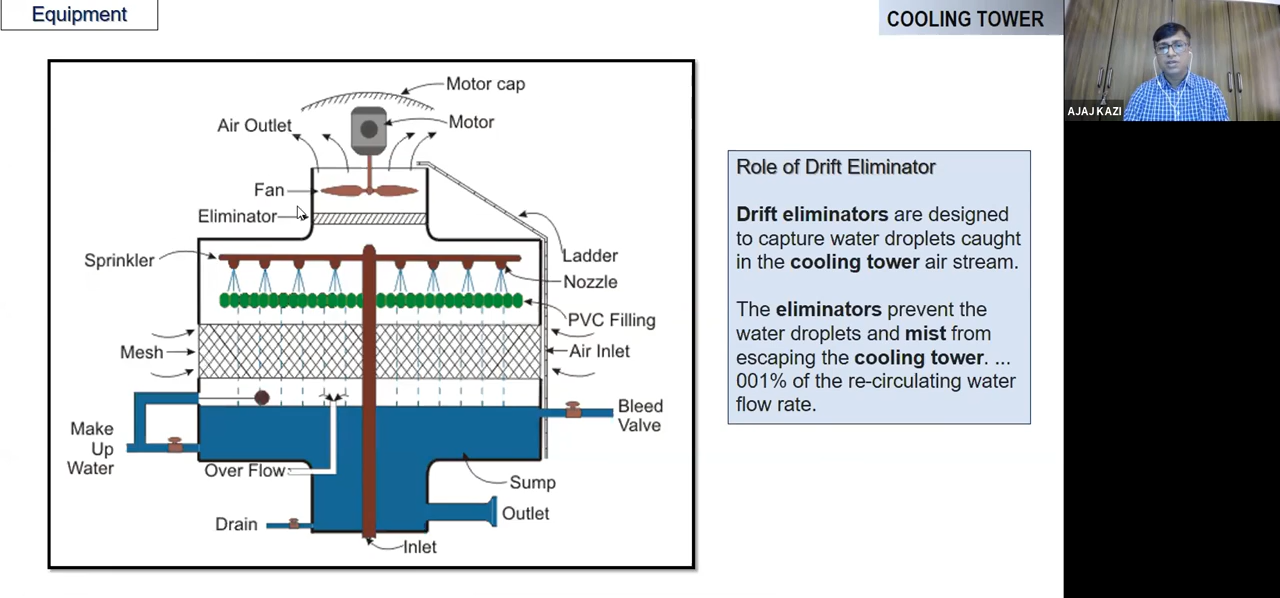 Equipment
COOLING TOWER
AJAJ KAZI
Motor cap
Air Outlet
Motor
Fan
Eliminator
Sprinkler
Ladder
Nozzle
PVC Filling
Mesh
Air Inlet
Make
Up
Water
Bleed
Valve
Over Flow
Sump
Drain
Outlet
Inlet
Role of Drift Eliminator
Drift eliminators are designed
to capture water droplets caught
in the cooling tower air stream.
The eliminators prevent the
water droplets and mist from
escaping the cooling tower. ...
001% of the re-circulating water
flow rate.